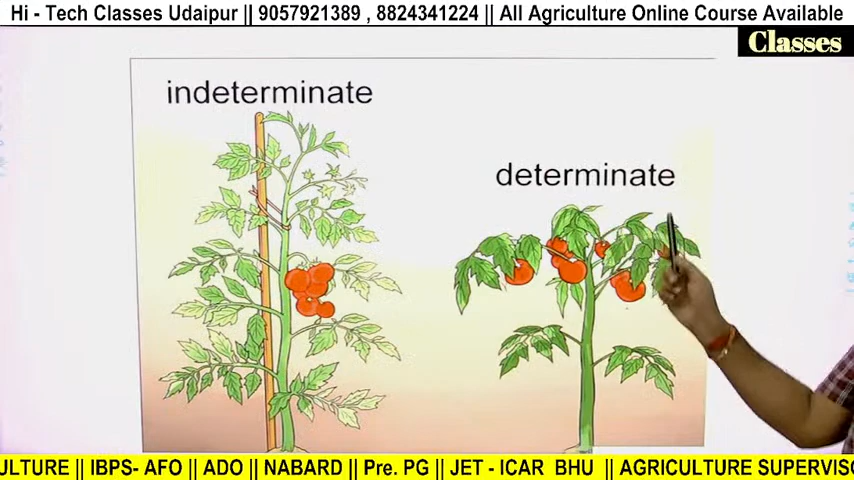 Hi - Tech Classes Udaipur || 9057921389 , 8824341224 || All Agriculture Online Course Available
Classes
indeterminate
determinate
ULTURE || IBPS- AFO || ADO || NABARD || Pre. PG || JET - ICAR BHU || AGRICULTURE SUPERVISO